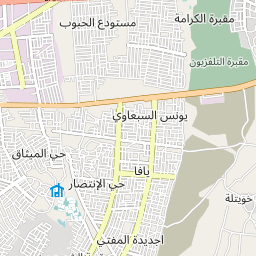 مقبرة الكرامة
مستودع الحبوب
مقبرة التلفزيون
يونس السبعاوي
حي الميثاق
يافا
حي الإنتصار
خويتلة
اجديدة المفتي